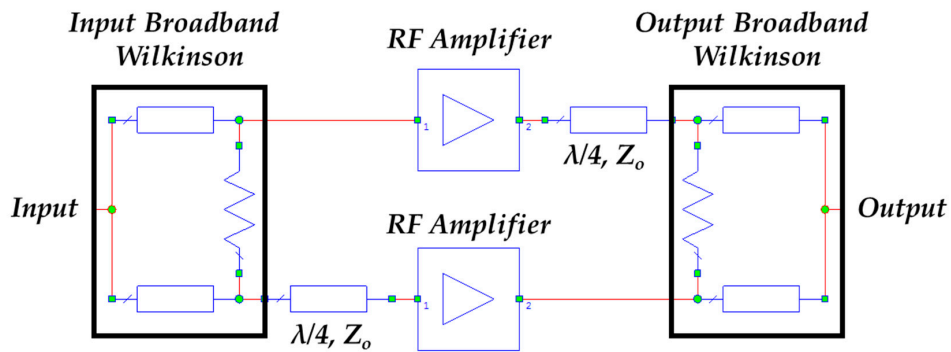 Input Broadband
Wilkinson
RF Amplifier
Output Broadband
Wilkinson
1
2
λ/4, Zₒ
Input
Output
RF Amplifier
1
2
λ/4, Zₒ